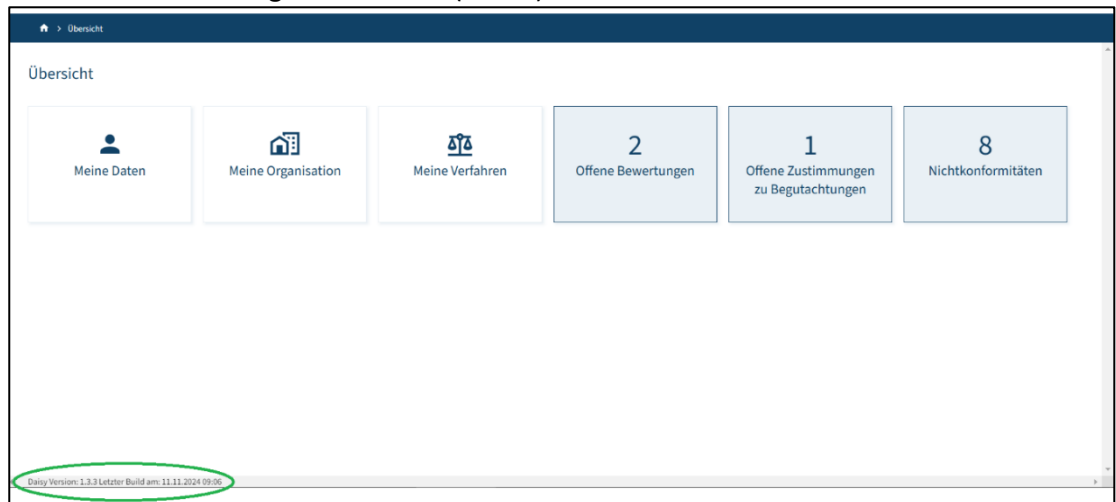 > Übersicht
Übersicht
Meine Daten
Meine Organisation
Meine Verfahren
2
Offene Bewertungen
1
Offene Zustimmungen
zu Begutachtungen
8
Nichtkonformitäten
Daisy Version: 1.3.3 Letzter Build am: 11.11.2024 09:06